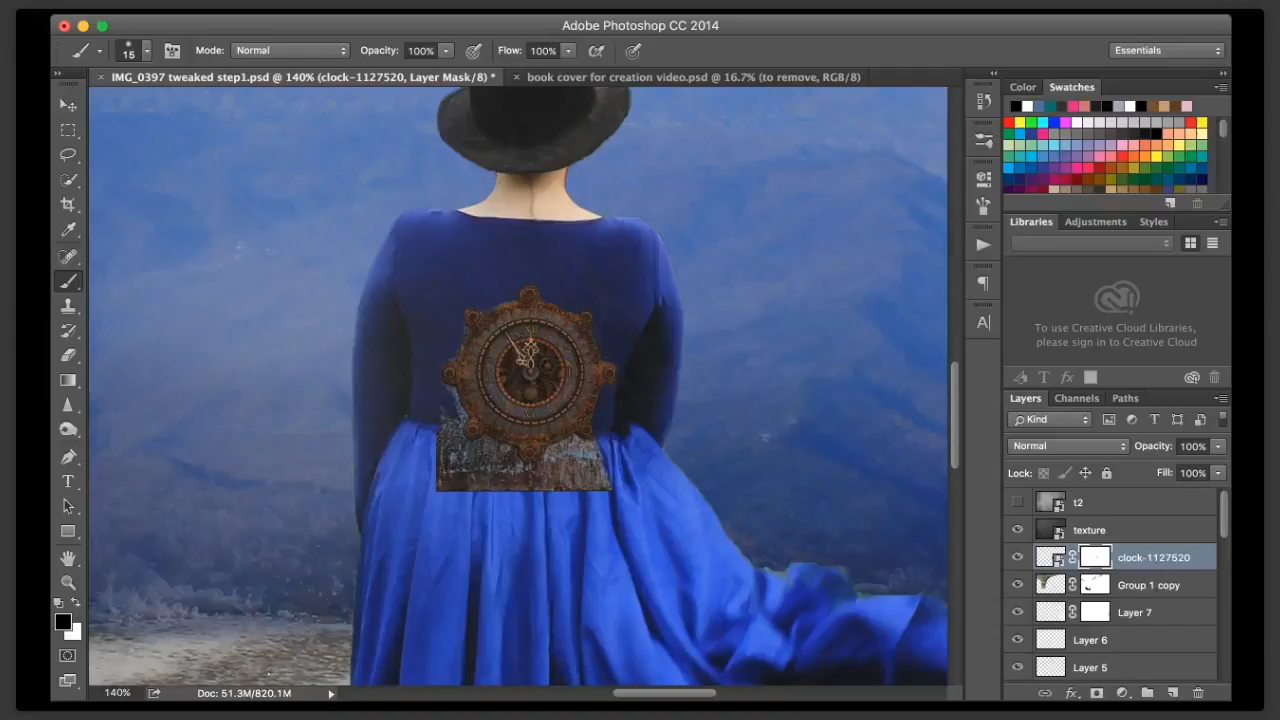 Adobe Photoshop CC 2014
15
Mode: Normal
Opacity: 100%
Flow: 100%
Essentials
× IMG_0397 tweaked step1.psd @ 140% (clock-1127520, Layer Mask/8) *
× book cover for creation video.psd @ 16.7% (to remove, RGB/8)
Color Swatches
Libraries Adjustments Styles
To use Creative Cloud Libraries,
please sign in to Creative Cloud
Layers Channels Paths
Kind
Normal Opacity: 100%
Lock: Fill: 100%
t2
texture
clock-1127520
Group 1 copy
Layer 7
Layer 6
Layer 5
140% Doc: 51.3M/820.1M